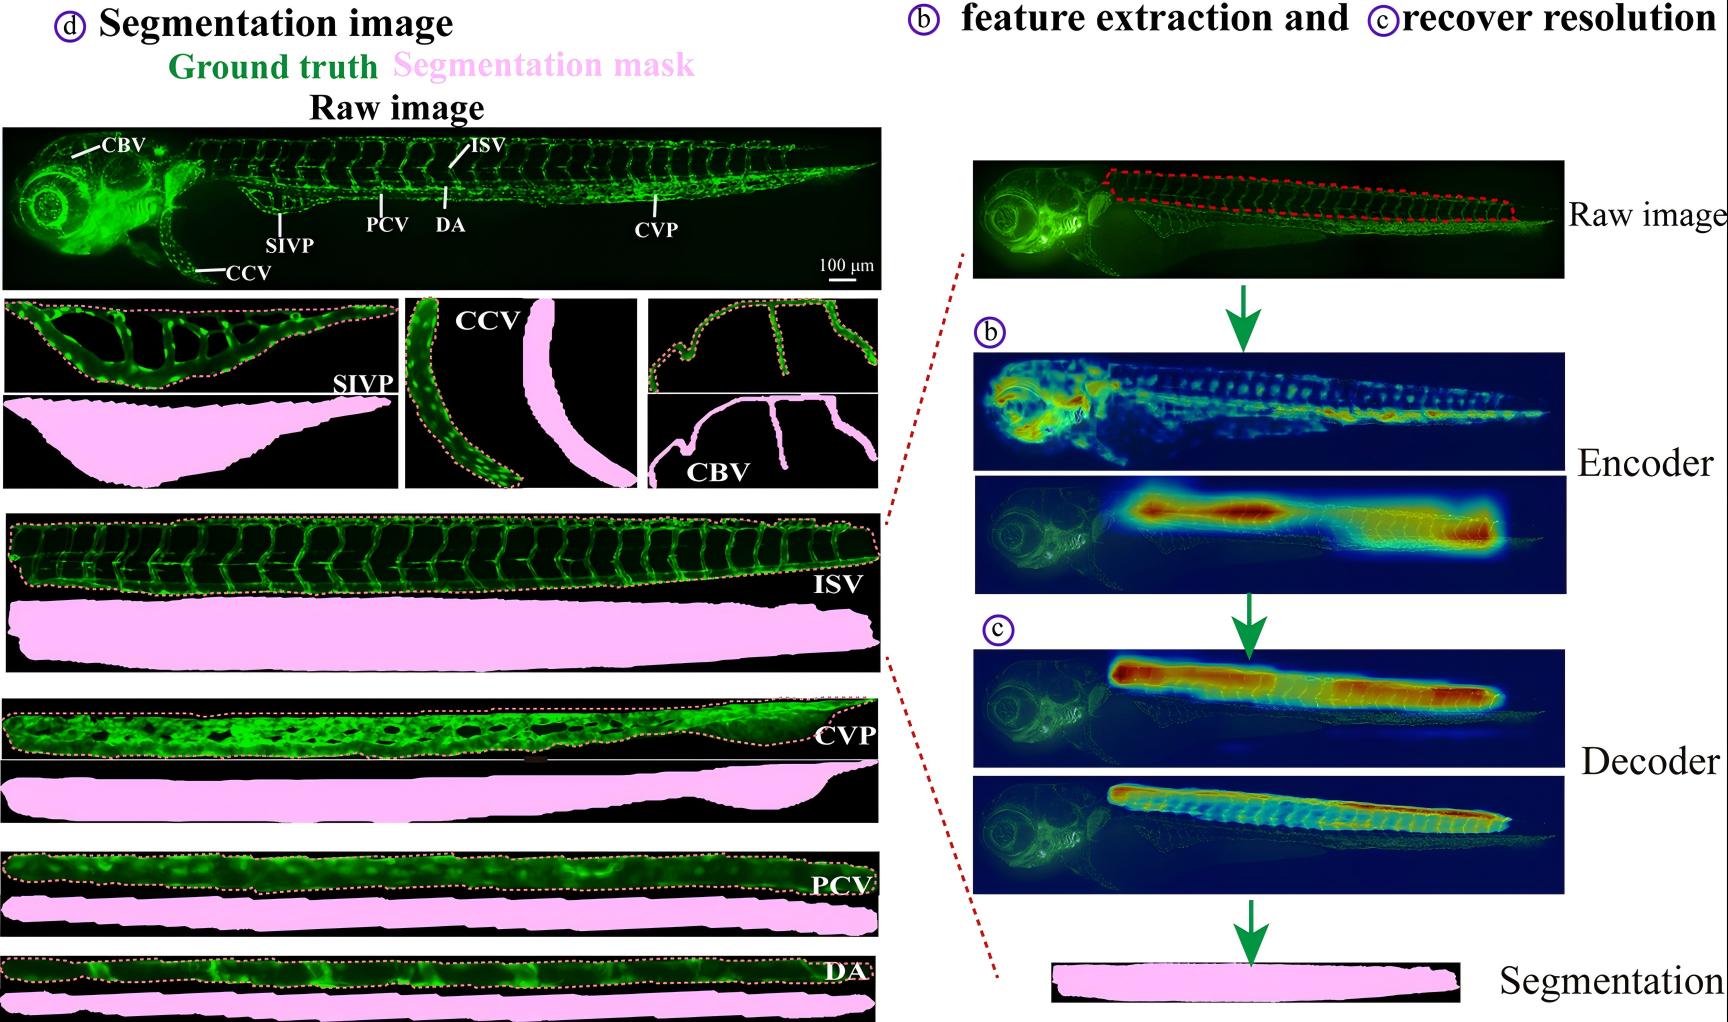 d Segmentation image
Ground truth Segmentation mask
Raw image
CBV
ISV
SIVP
PCV
DA
CVP
CCV
100 μm
SIVP
CCV
CBV
ISV
CVP
PCV
DA
b feature extraction and c recover resolution
Raw image
b
Encoder
c
Decoder
Segmentation